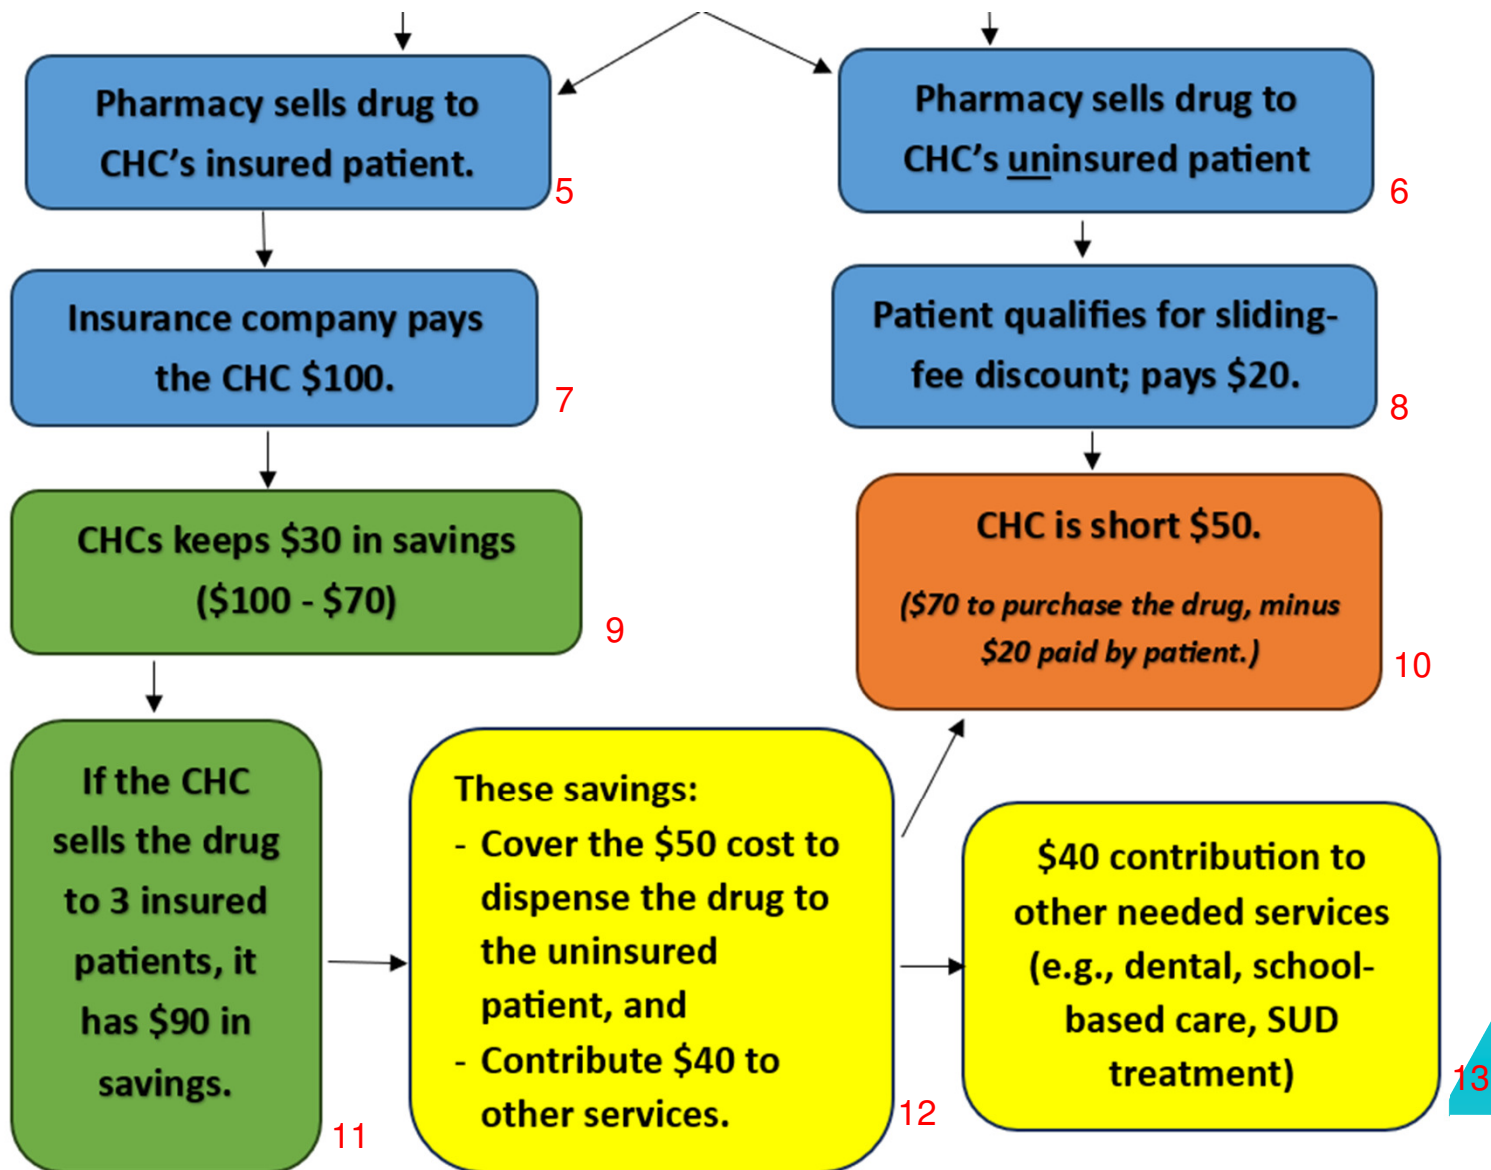 Pharmacy sells drug to
CHC’s insured patient.
5
Pharmacy sells drug to
CHC’s uninsured patient
6
Insurance company pays
the CHC $100.
7
Patient qualifies for sliding-
fee discount; pays $20.
8
CHCs keeps $30 in savings
($100 - $70)
9
CHC is short $50.
($70 to purchase the drug, minus
$20 paid by patient.)
10
If the CHC
sells the drug
to 3 insured
patients, it
has $90 in
savings.
11
These savings:
- Cover the $50 cost to
dispense the drug to
the uninsured
patient, and
- Contribute $40 to
other services.
12
$40 contribution to
other needed services
(e.g., dental, school-
based care, SUD
treatment)
13